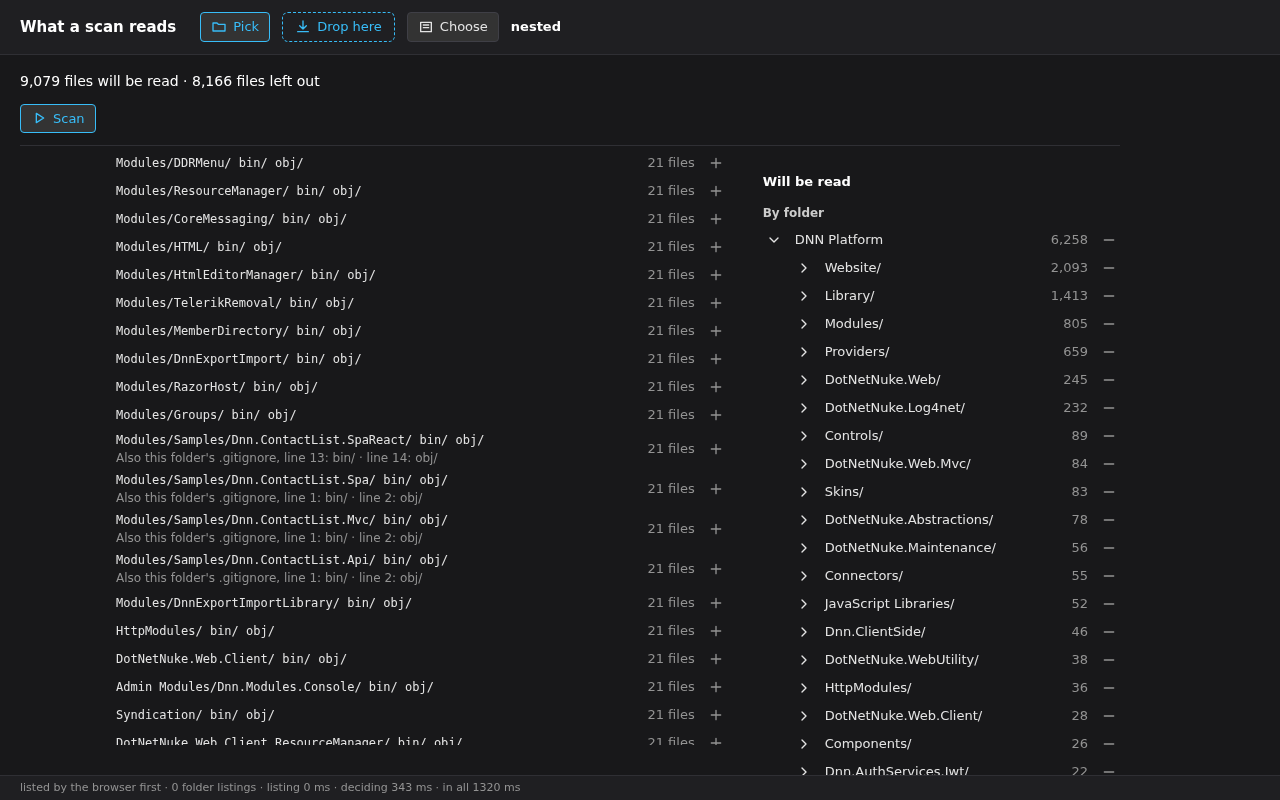 What a scan reads
Pick
Drop here
Choose
nested
9,079 files will be read · 8,166 files left out
Scan
Modules/DDRMenu/ bin/ obj/ 21 files
Modules/ResourceManager/ bin/ obj/ 21 files
Modules/CoreMessaging/ bin/ obj/ 21 files
Modules/HTML/ bin/ obj/ 21 files
Modules/HtmlEditorManager/ bin/ obj/ 21 files
Modules/TelerikRemoval/ bin/ obj/ 21 files
Modules/MemberDirectory/ bin/ obj/ 21 files
Modules/DnnExportImport/ bin/ obj/ 21 files
Modules/RazorHost/ bin/ obj/ 21 files
Modules/Groups/ bin/ obj/ 21 files
Modules/Samples/Dnn.ContactList.SpaReact/ bin/ obj/ 21 files
Also this folder's .gitignore, line 13: bin/ · line 14: obj/
Modules/Samples/Dnn.ContactList.Spa/ bin/ obj/ 21 files
Also this folder's .gitignore, line 1: bin/ · line 2: obj/
Modules/Samples/Dnn.ContactList.Mvc/ bin/ obj/ 21 files
Also this folder's .gitignore, line 1: bin/ · line 2: obj/
Modules/Samples/Dnn.ContactList.Api/ bin/ obj/ 21 files
Also this folder's .gitignore, line 1: bin/ · line 2: obj/
Modules/DnnExportImportLibrary/ bin/ obj/ 21 files
HttpModules/ bin/ obj/ 21 files
DotNetNuke.Web.Client/ bin/ obj/ 21 files
Admin Modules/Dnn.Modules.Console/ bin/ obj/ 21 files
Syndication/ bin/ obj/ 21 files
DotNetNuke.Web.Client.ResourceManager/ bin/ obj/ 21 files
Will be read
By folder
DNN Platform 6,258
Website/ 2,093
Library/ 1,413
Modules/ 805
Providers/ 659
DotNetNuke.Web/ 245
DotNetNuke.Log4net/ 232
Controls/ 89
DotNetNuke.Web.Mvc/ 84
Skins/ 83
DotNetNuke.Abstractions/ 78
DotNetNuke.Maintenance/ 56
Connectors/ 55
JavaScript Libraries/ 52
Dnn.ClientSide/ 46
DotNetNuke.WebUtility/ 38
HttpModules/ 36
DotNetNuke.Web.Client/ 28
Components/ 26
Dnn.AuthServices.Jwt/ 22
listed by the browser first · 0 folder listings · listing 0 ms · deciding 343 ms · in all 1320 ms